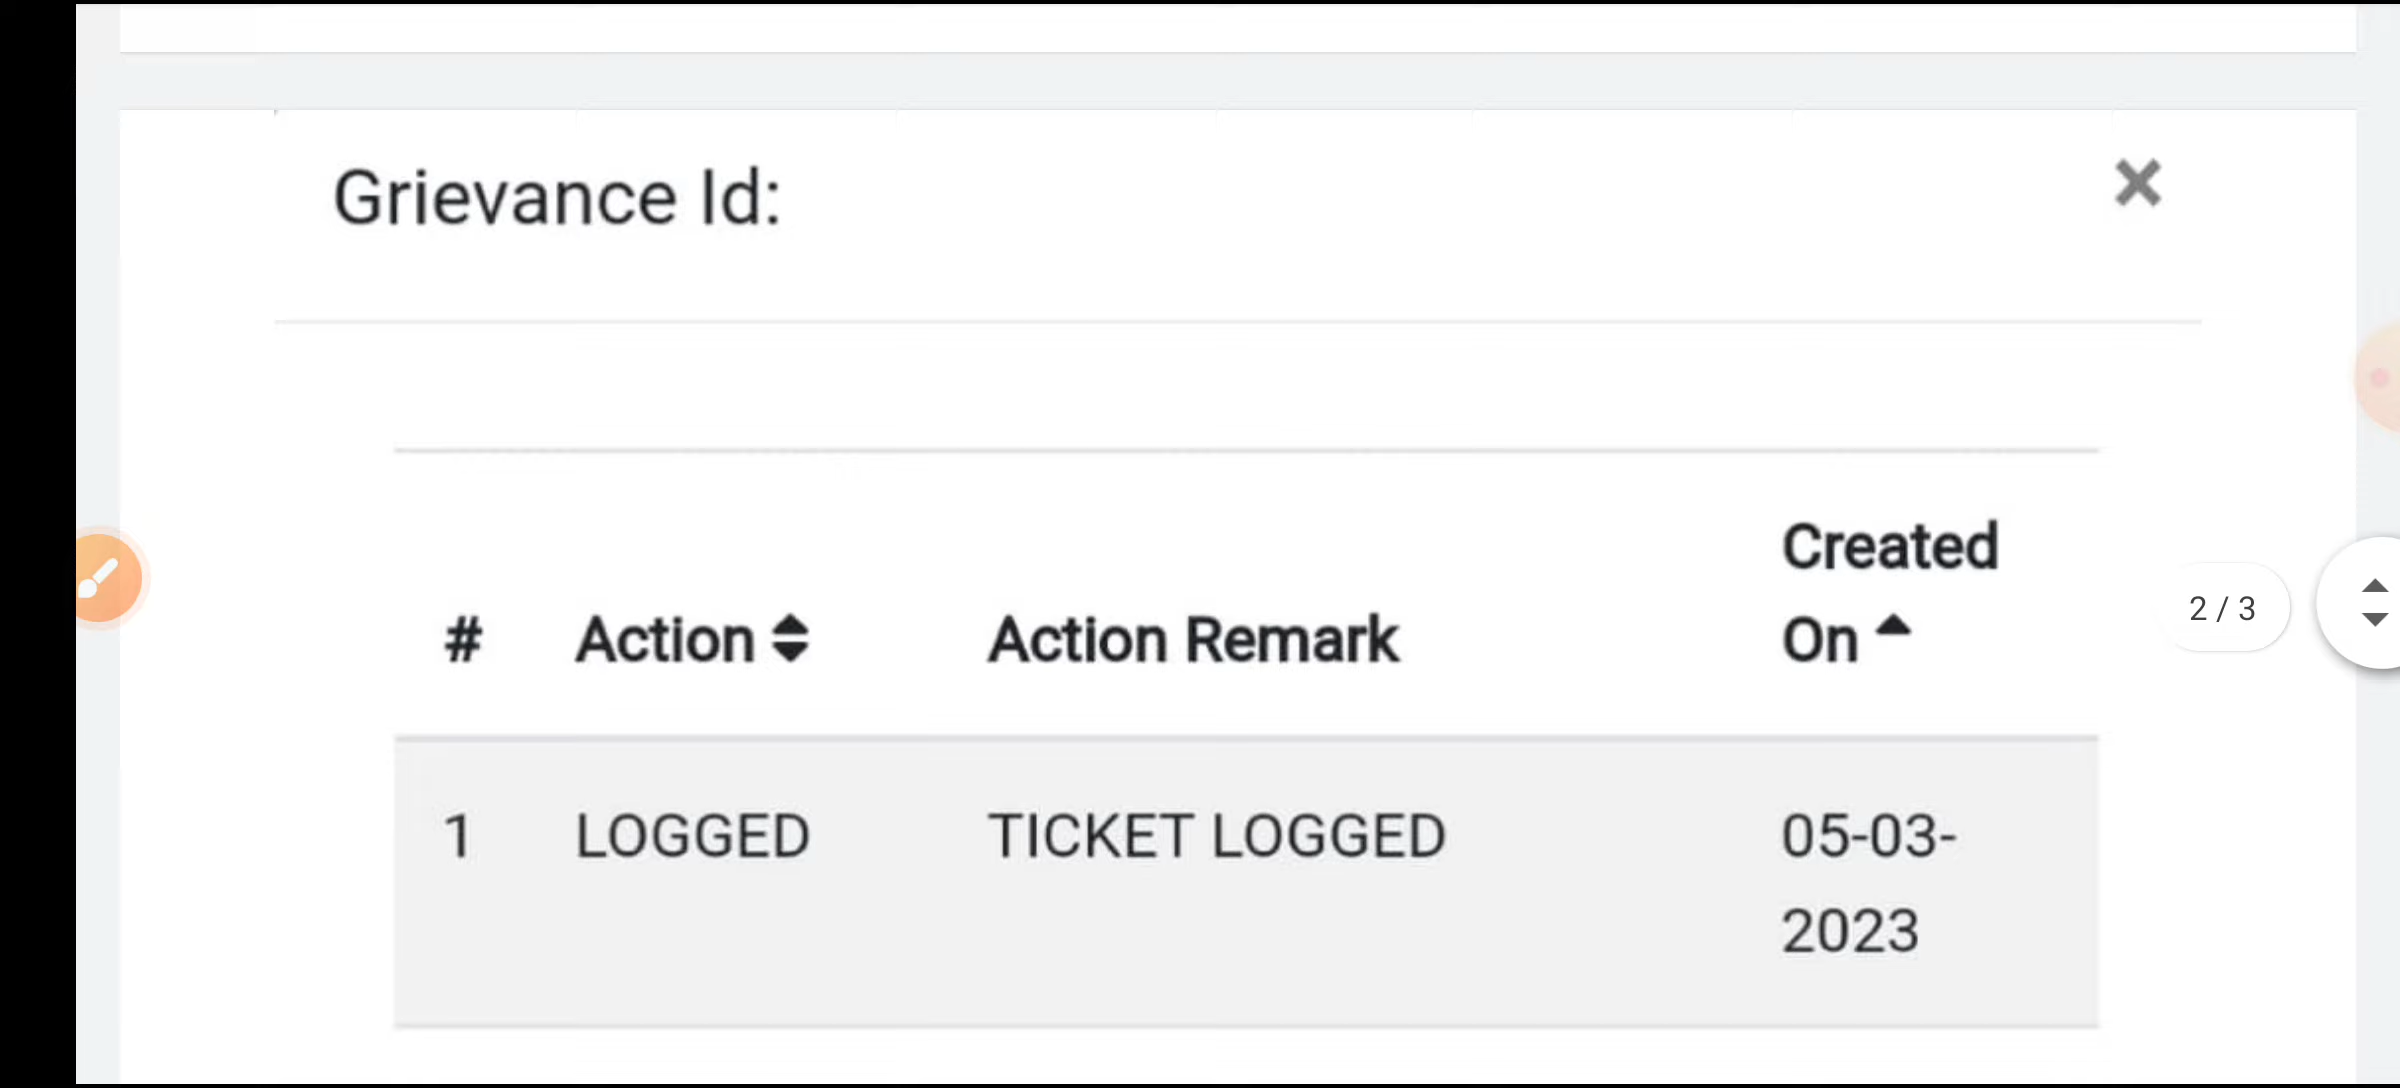 Grievance Id:
Created
# Action Action Remark On
1 LOGGED TICKET LOGGED 05-03-
2023
2 / 3